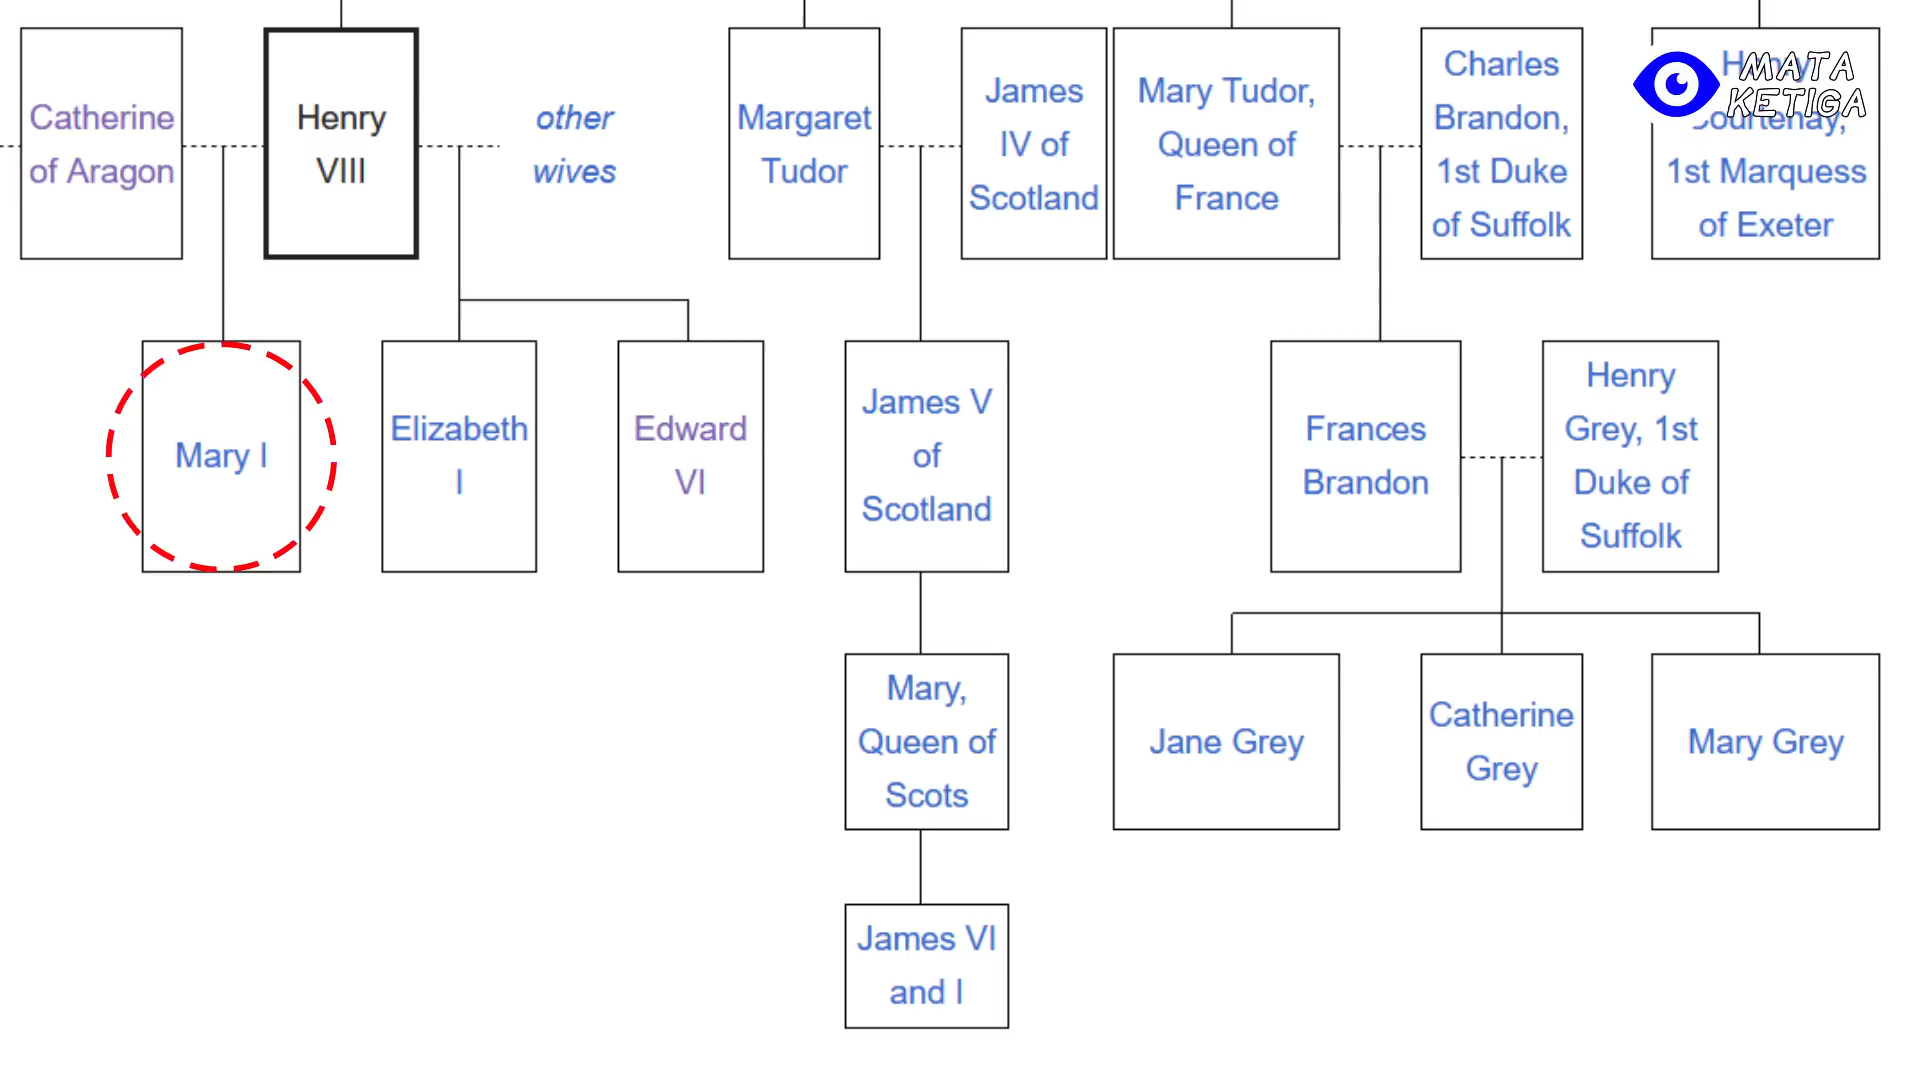 Catherine
of Aragon
Henry
VIII
other
wives
Margaret
Tudor
James
IV of
Scotland
Mary Tudor,
Queen of
France
Charles
Brandon,
1st Duke
of Suffolk
Henry
Courtenay,
1st Marquess
of Exeter
MATA
KETIGA
Mary I
Elizabeth
I
Edward
VI
James V
of
Scotland
Frances
Brandon
Henry
Grey, 1st
Duke of
Suffolk
Mary,
Queen of
Scots
Jane Grey
Catherine
Grey
Mary Grey
James VI
and I